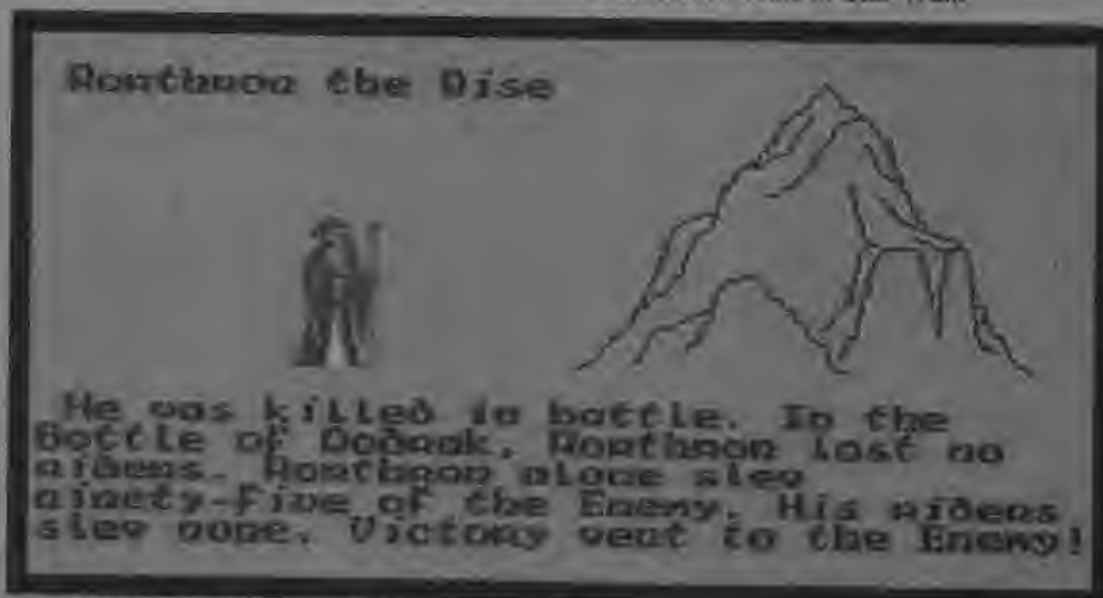 Rorthron the Wise
He was killed in battle. In the
Battle of Rorthron lost no
riders. Rorthron alone slew
ninety-five of the Enemy. His riders
slew none. Victory went to the Enemy!